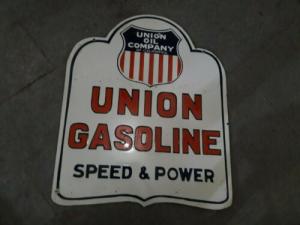 UNION
OIL
COMPANY
UNION
GASOLINE
SPEED & POWER